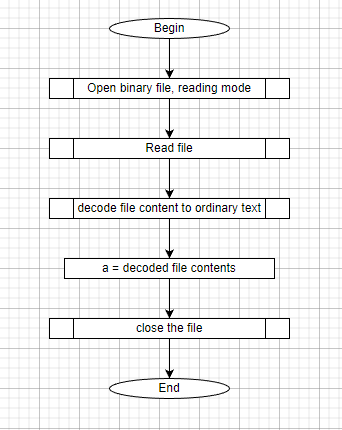 Begin
Open binary file, reading mode
Read file
decode file content to ordinary text
a = decoded file contents
close the file
End